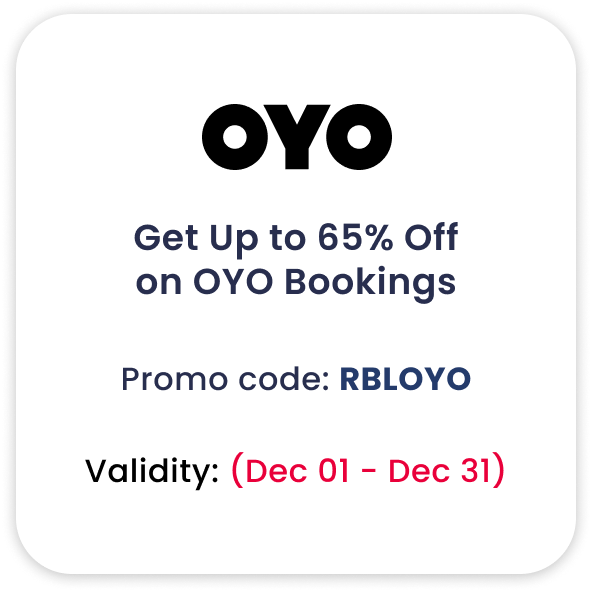 OYO
Get Up to 65% Off
on OYO Bookings
Promo code: RBLOYO
Validity: (Dec 01 - Dec 31)